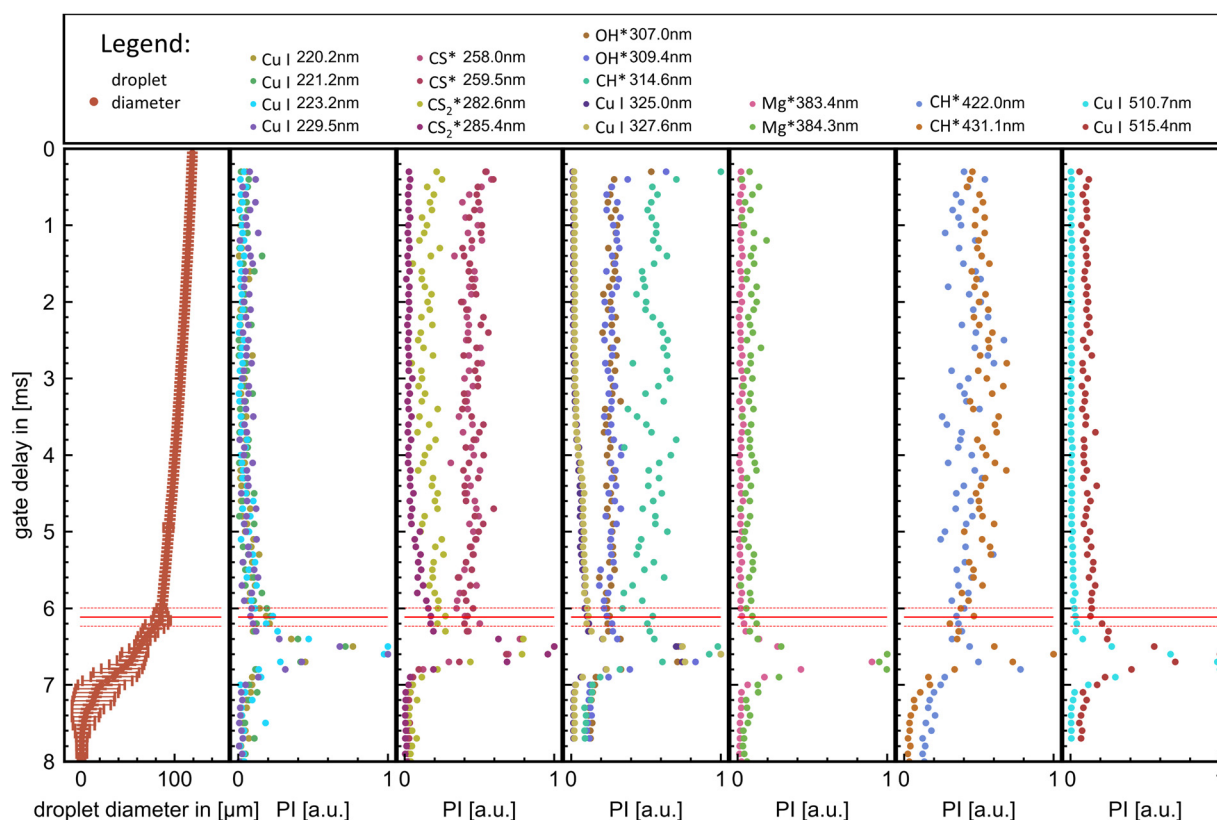 Legend:
droplet
diameter
Cu I 220.2nm
Cu I 221.2nm
Cu I 223.2nm
Cu I 229.5nm
CS* 258.0nm
CS* 259.5nm
CS₂* 282.6nm
CS₂* 285.4nm
OH* 307.0nm
OH* 309.4nm
CH* 314.6nm
Cu I 325.0nm
Cu I 327.6nm
Mg* 383.4nm
Mg* 384.3nm
CH* 422.0nm
CH* 431.1nm
Cu I 510.7nm
Cu I 515.4nm
gate delay in [ms]
0
1
2
3
4
5
6
7
8
0 100 0 1 0 1 0 1 0 1 0 1 0 1
droplet diameter in [µm] PI [a.u.] PI [a.u.] PI [a.u.] PI [a.u.] PI [a.u.] PI [a.u.]